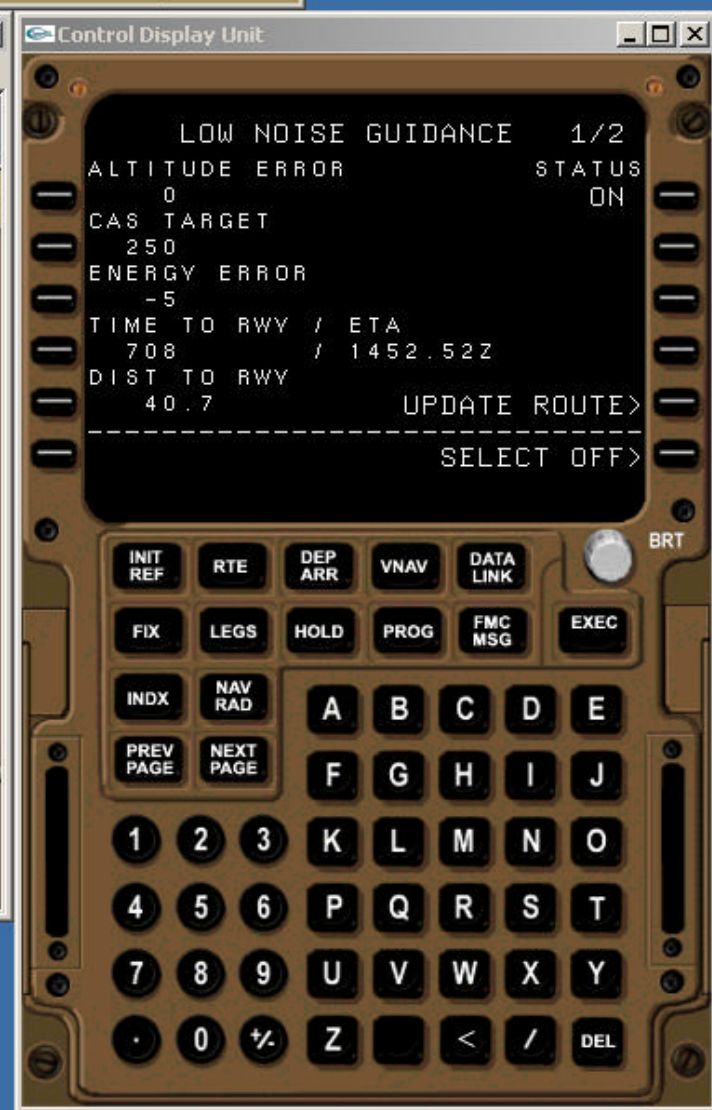 Control Display Unit
LOW NOISE GUIDANCE 1/2
ALTITUDE ERROR STATUS
0 ON
CAS TARGET
250
ENERGY ERROR
-5
TIME TO RWY / ETA
708 / 1452.52Z
DIST TO RWY
40.7 UPDATE ROUTE>
SELECT OFF>
BRT
INIT REF RTE DEP ARR VNAV DATA LINK
FIX LEGS HOLD PROG FMC MSG EXEC
INDX NAV RAD A B C D E
PREV PAGE NEXT PAGE F G H I J
1 2 3 K L M N O
4 5 6 P Q R S T
7 8 9 U V W X Y
. 0 +/- Z < / DEL